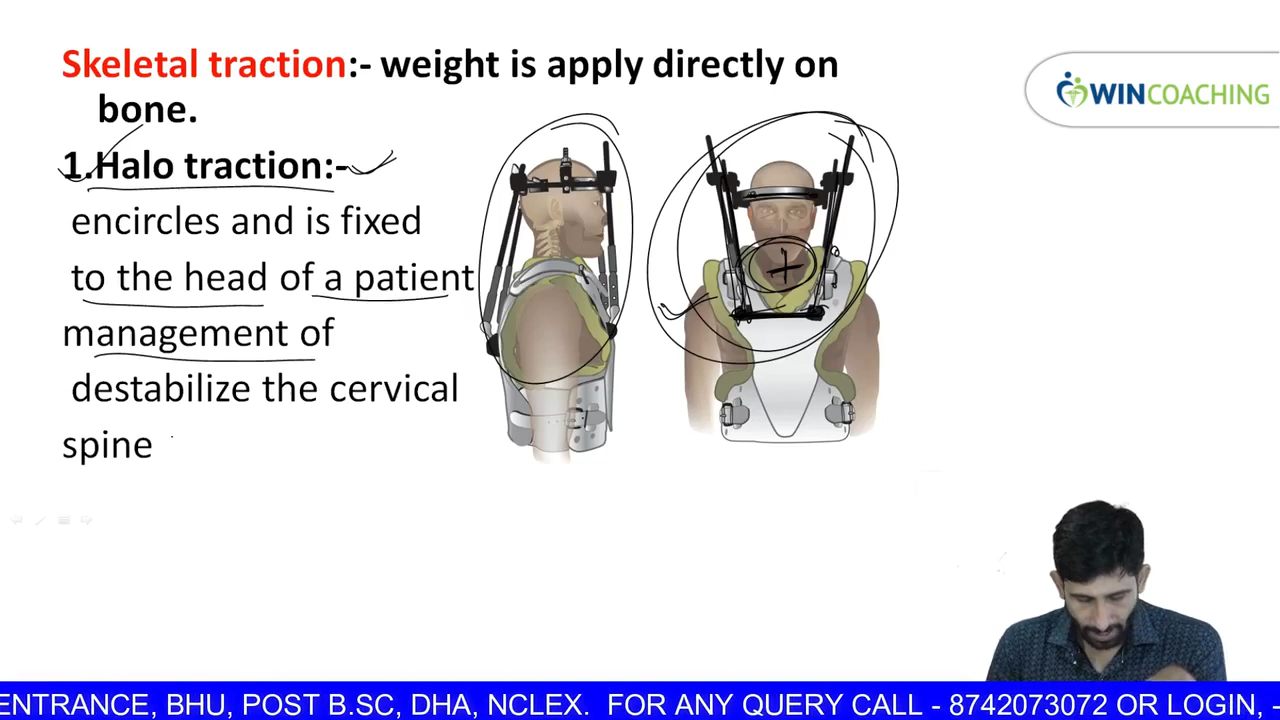 Skeletal traction:- weight is apply directly on
bone.
WINCOACHING
1.Halo traction:-
encircles and is fixed
to the head of a patient
management of
destabilize the cervical
spine
ENTRANCE, BHU, POST B.SC, DHA, NCLEX. FOR ANY QUERY CALL - 8742073072 OR LOGIN, -